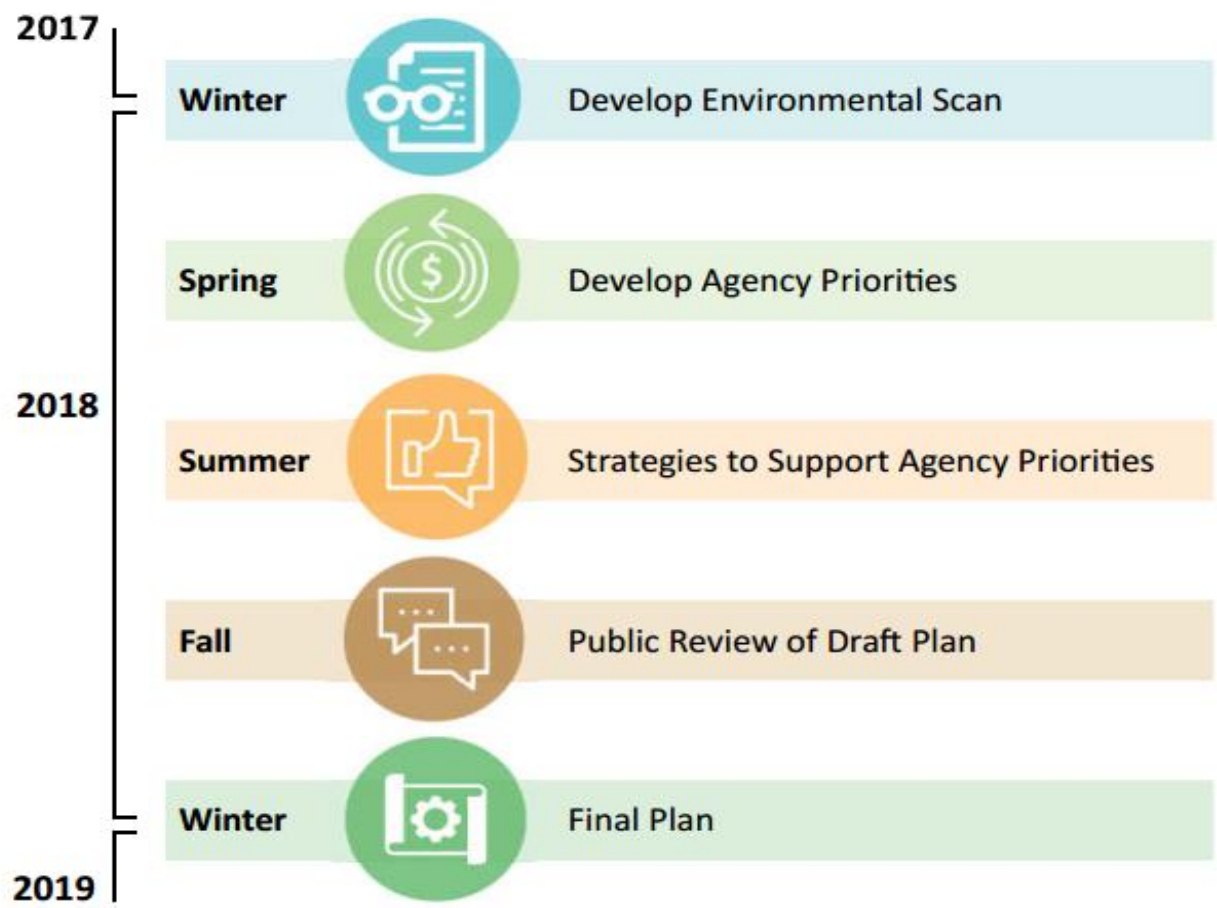 2017
Winter Develop Environmental Scan
Spring $ Develop Agency Priorities
2018
Summer Strategies to Support Agency Priorities
Fall Public Review of Draft Plan
Winter Final Plan
2019